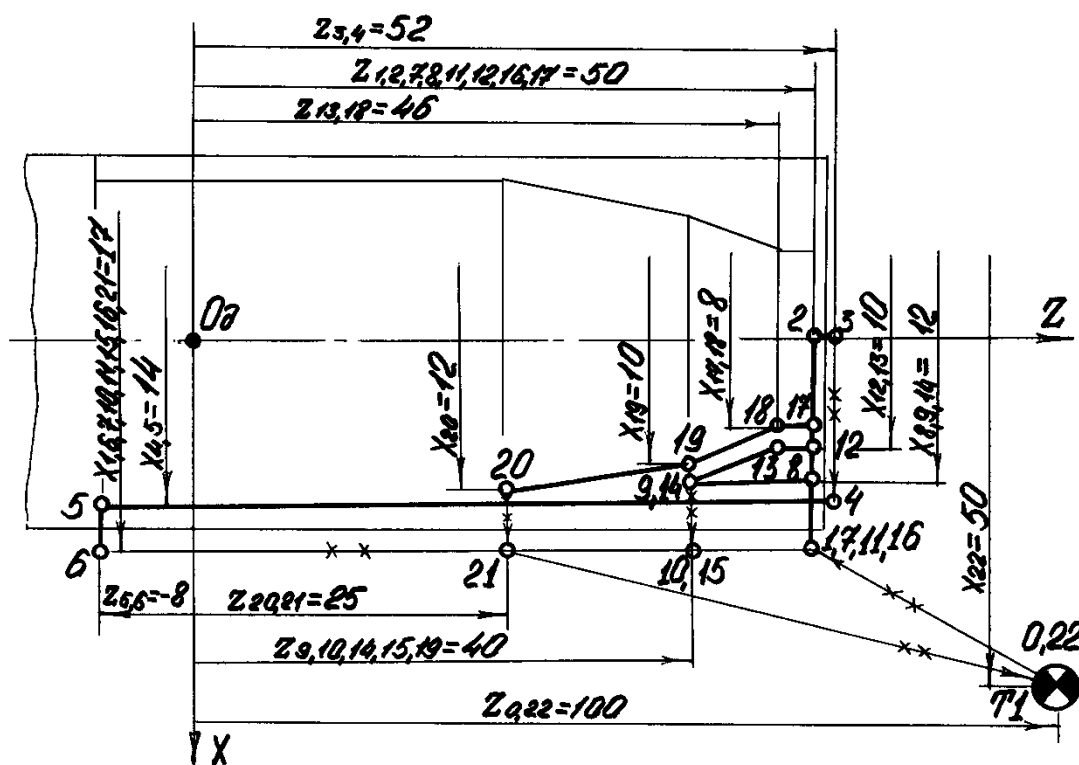 Z3,4=52
Z1,2,7,8,11,12,16,17=50
Z13,18=46
X1,6,7,10,11,15,16,21=17
X4,5=14
Oд
X20=12
X19=10
X17,18=8
2
3
X12,13=10
X8,9,14=12
Z
18
17
19
20
13
8
12
9,14
5
4
6
21
10,15
1,7,11,16
X22=50
Z5,6=-8
Z20,21=25
Z9,10,14,15,19=40
0,22
Z0,22=100
T1
X